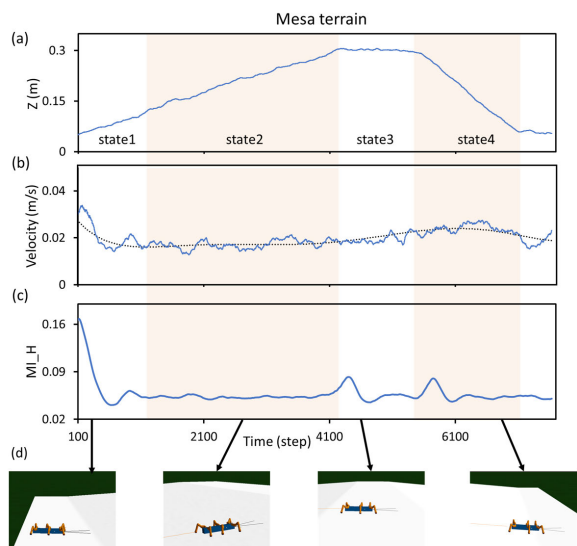 Mesa terrain
(a)
0.3
0.15
0
Z (m)
state1 state2 state3 state4
(b)
0.04
0.02
0
Velocity (m/s)
(c)
0.16
0.09
0.02
MI_H
100 2100 4100 6100
Time (step)
(d)